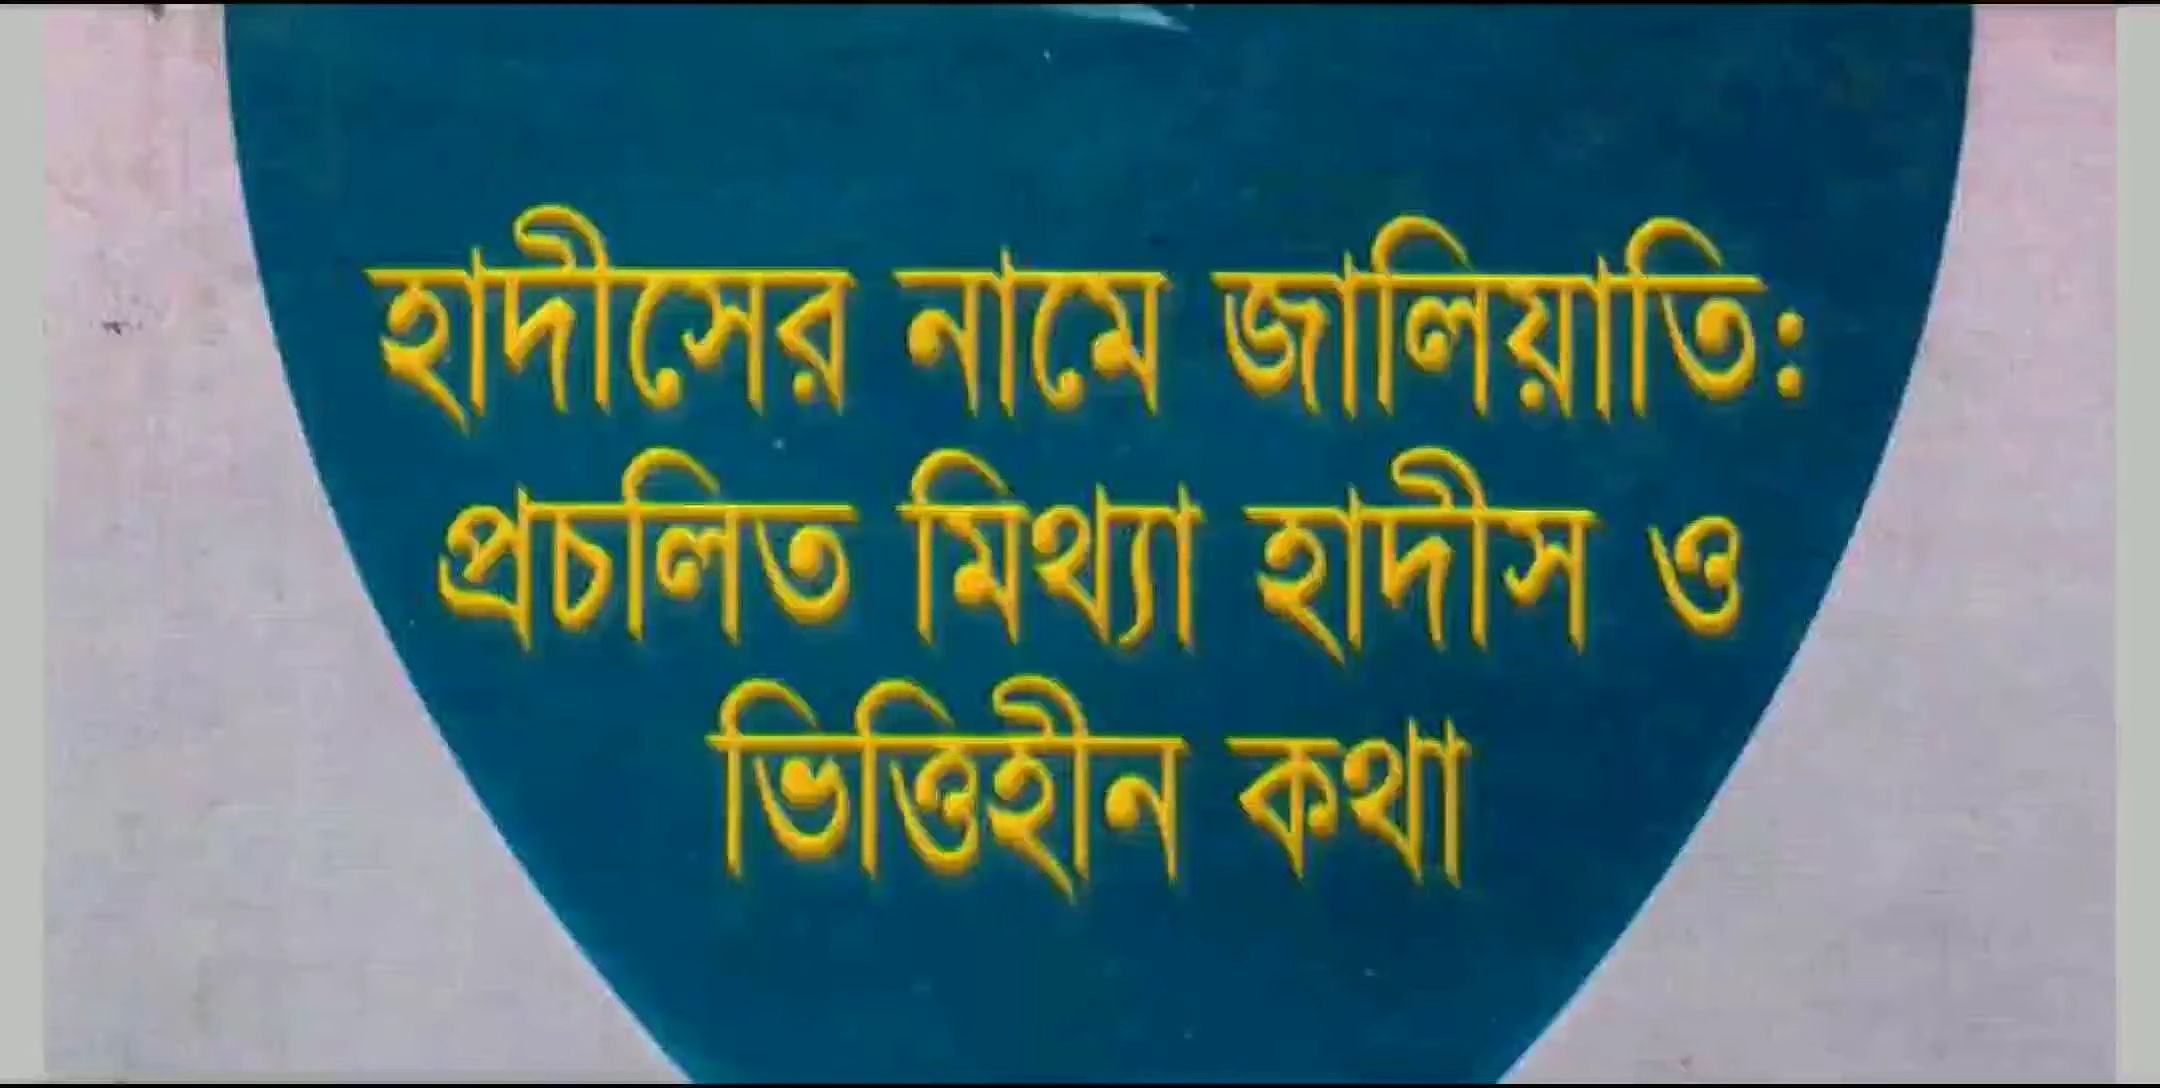 হাদীসের নামে জালিয়াতি:
প্রচলিত মিথ্যা হাদীস ও
ভিত্তিহীন কথা